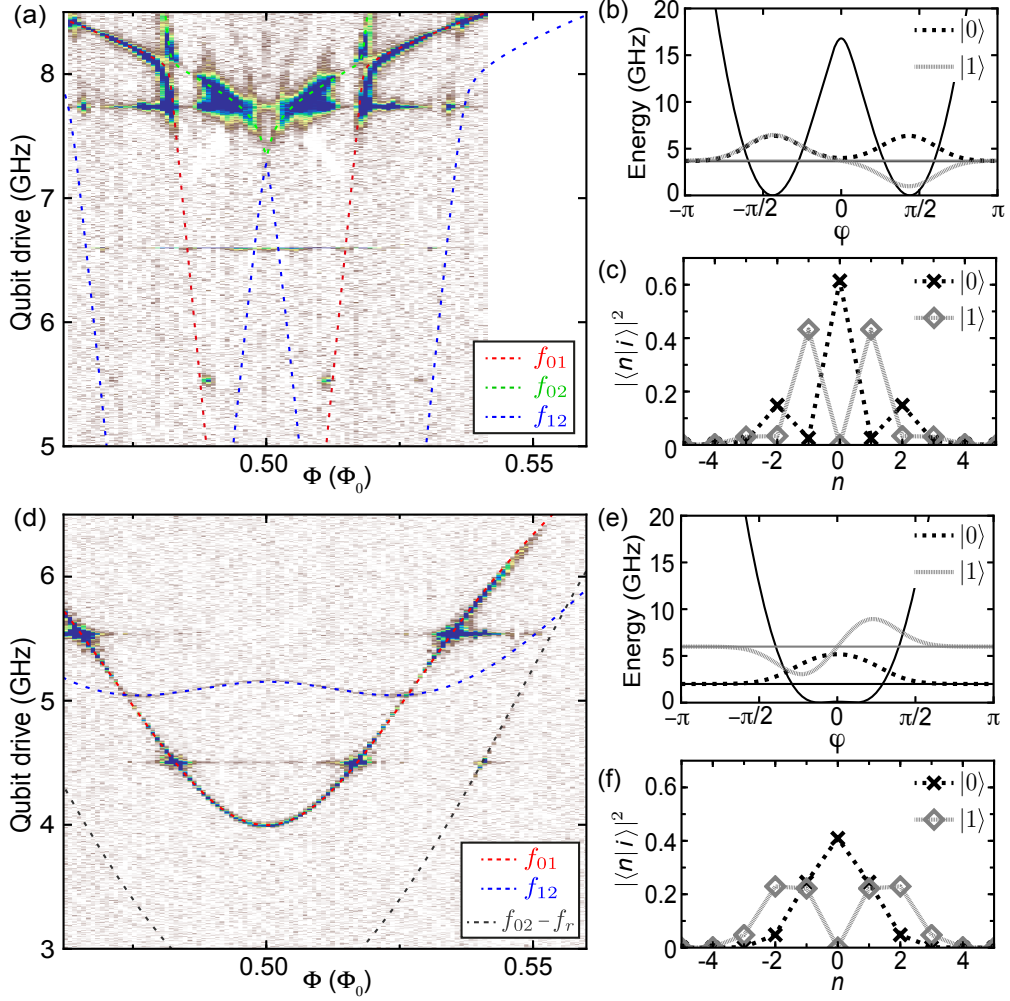 (a)
8
7
6
5
Qubit drive (GHz)
f01
f02
f12
0.50
0.55
Φ (Φ0)
(b)
20
15
10
5
0
Energy (GHz)
|0⟩
|1⟩
−π
−π/2
0
π/2
π
φ
(c)
0.6
0.4
0.2
0
|⟨n|i⟩|²
|0⟩
|1⟩
-4
-2
0
2
4
n
(d)
6
5
4
3
Qubit drive (GHz)
f01
f12
f02 − fr
0.50
0.55
Φ (Φ0)
(e)
20
15
10
5
0
Energy (GHz)
|0⟩
|1⟩
−π
−π/2
0
π/2
π
φ
(f)
0.6
0.4
0.2
0
|⟨n|i⟩|²
|0⟩
|1⟩
-4
-2
0
2
4
n